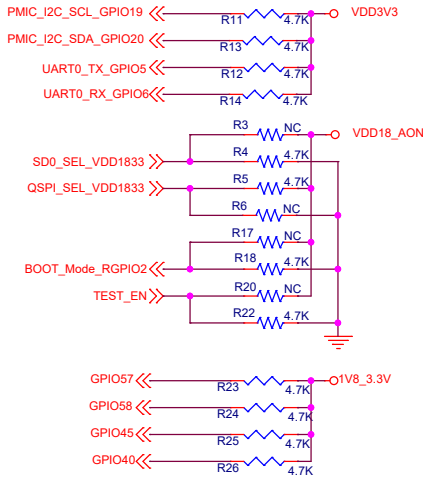 PMIC_I2C_SCL_GPIO19 R11 4.7K VDD3V3
PMIC_I2C_SDA_GPIO20 R13 4.7K
UART0_TX_GPIO5 R12 4.7K
UART0_RX_GPIO6 R14 4.7K
R3 NC VDD18_AON
SD0_SEL_VDD1833 R4 4.7K
QSPI_SEL_VDD1833 R5 4.7K
R6 NC
R17 NC
BOOT_Mode_RGPIO2 R18 4.7K
TEST_EN R20 NC
R22 4.7K
GPIO57 R23 4.7K 1V8_3.3V
GPIO58 R24 4.7K
GPIO45 R25 4.7K
GPIO40 R26 4.7K